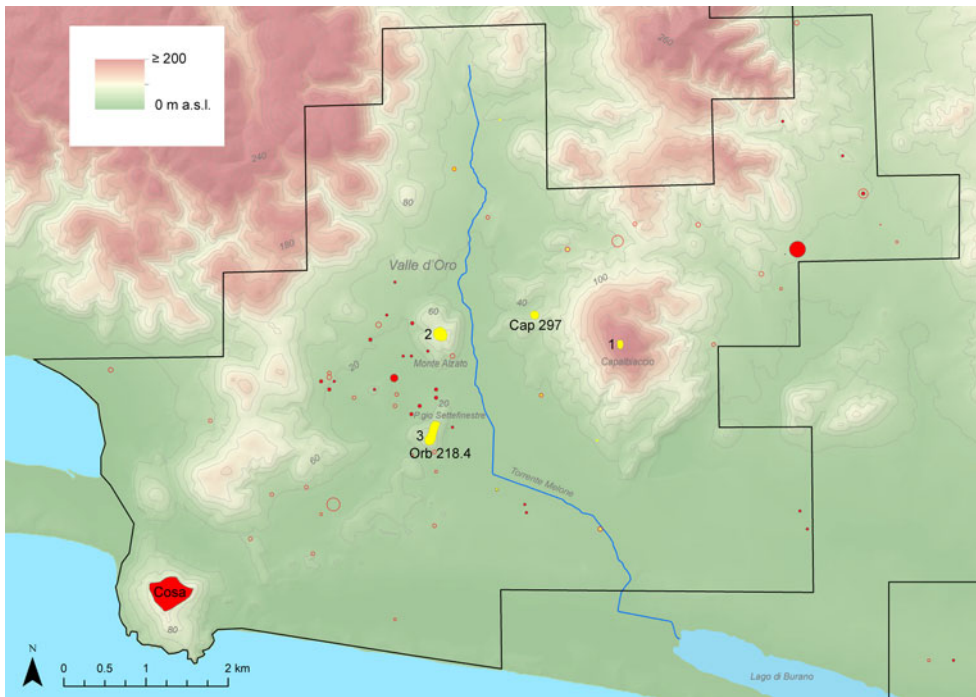 ≥ 200
0 m a.s.l.
260
240
80
180
Valle d'Oro
100
60
40
2
Cap 297
1
Monte Alzato
Capalbiaccio
20
20
P.gio Settefinestre
3
Orb 218.4
60
Torrente Melone
Cosa
80
N
0 0.5 1 2 km
Lago di Burano